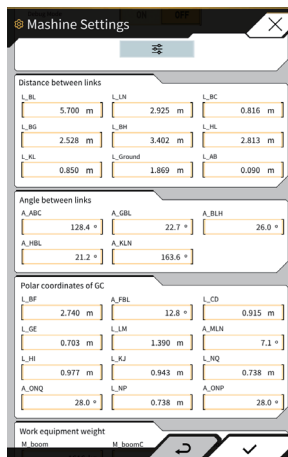 Mashine Settings
Distance between links
L_BL L_LN L_BC
5.700 m 2.925 m 0.816 m
L_BG L_BH L_HL
2.528 m 3.402 m 2.813 m
L_KL L_Ground L_AB
0.850 m 1.869 m 0.090 m
Angle between links
A_ABC A_GBL A_BLH
128.4 ° 22.7 ° 26.0 °
A_HBL A_KLN
21.2 ° 163.6 °
Polar coordinates of GC
L_BF A_FBL L_CD
2.740 m 12.8 ° 0.915 m
L_GE L_LM A_MLN
0.703 m 1.390 m 7.1 °
L_HI L_KJ L_NQ
0.977 m 0.943 m 0.738 m
A_ONQ L_NP A_ONP
28.0 ° 0.738 m 28.0 °
Work equipment weight
M_boom M_boomC